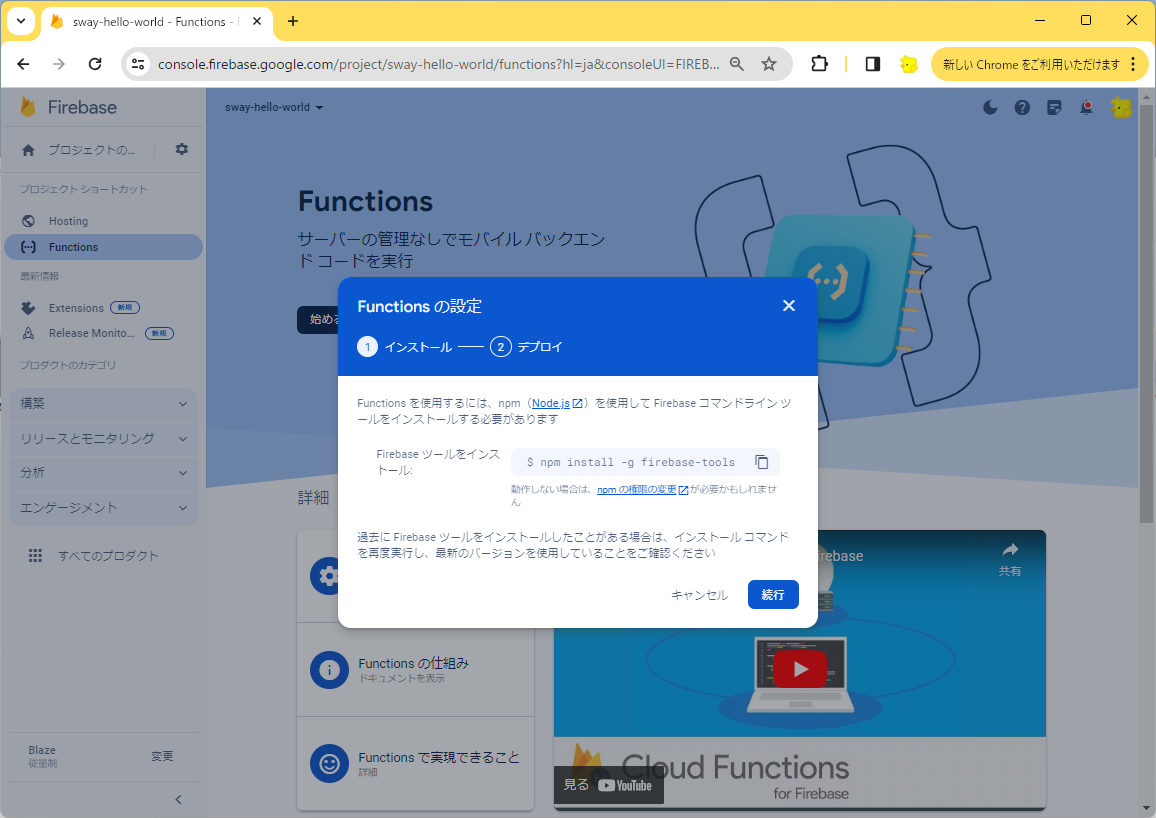 sway-hello-world - Functions -
console.firebase.google.com/project/sway-hello-world/functions?hl=ja&consoleUI=FIREB...
新しい Chrome をご利用いただけます
Firebase
sway-hello-world
プロジェクトの...
プロジェクト ショートカット
Hosting
Functions
最新情報
Extensions 新規
Release Monito... 新規
プロダクトのカテゴリ
構築
リリースとモニタリング
分析
エンゲージメント
すべてのプロダクト
Blaze
従量制
変更
Functions
サーバーの管理なしでモバイル バックエン
ド コードを実行
始める
Functions の設定
1 インストール
2 デプロイ
Functions を使用するには、npm（Node.js）を使用して Firebase コマンドライン ツ
ールをインストールする必要があります
Firebase ツールをインス
トール:
$ npm install -g firebase-tools
動作しない場合は、npm の権限の変更が必要かもしれませ
ん
過去に Firebase ツールをインストールしたことがある場合は、インストール コマンド
を再度実行し、最新のバージョンを使用していることをご確認ください
キャンセル
続行
詳細
Functions の仕組み
ドキュメントを表示
Functions で実現できること
詳細
irebase
共有
Cloud Functions
for Firebase
見る YouTube